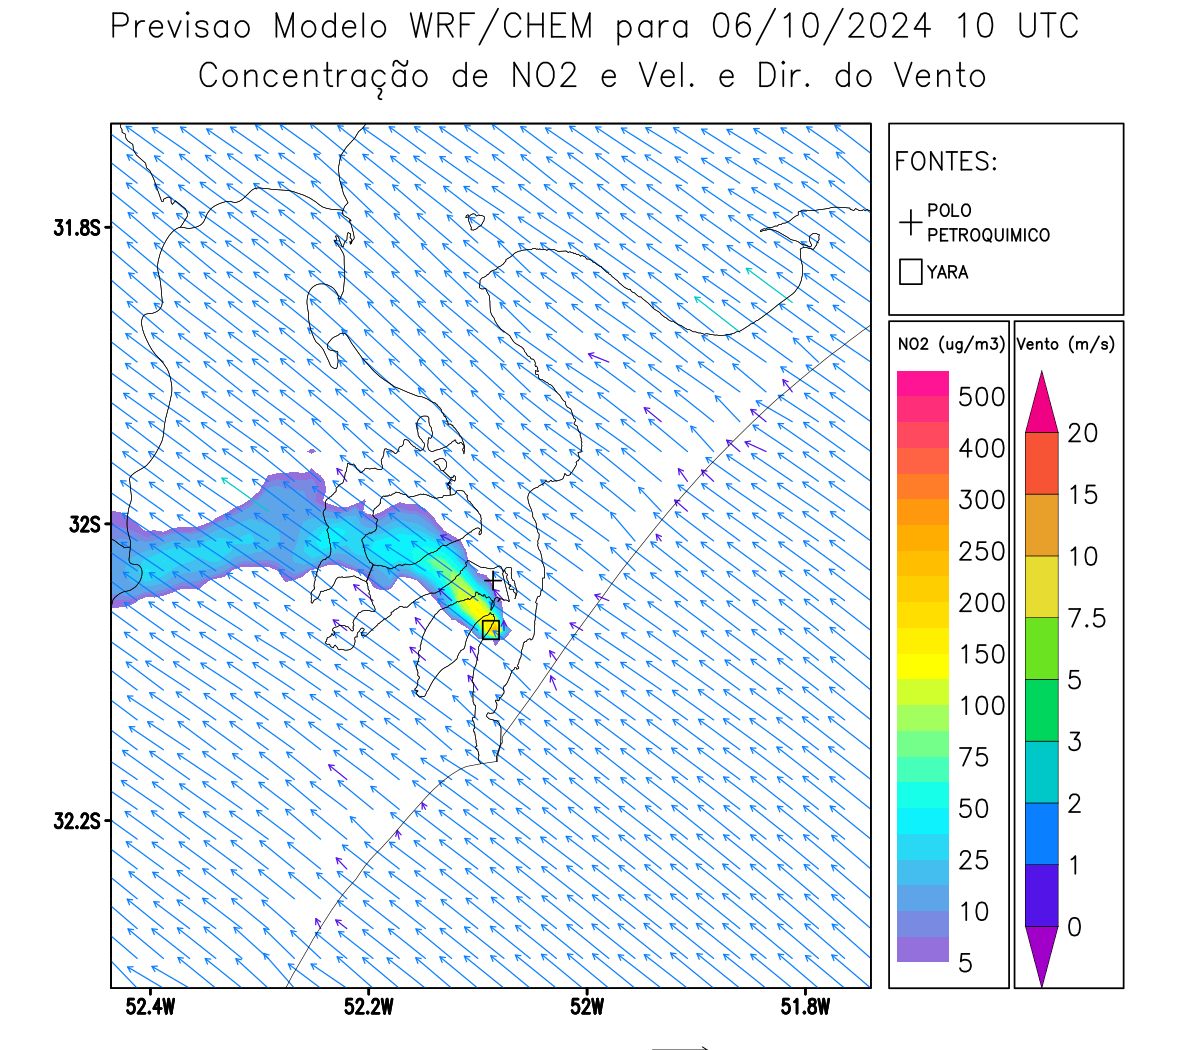 Previsao Modelo WRF/CHEM para 06/10/2024 10 UTC
Concentração de NO2 e Vel. e Dir. do Vento
FONTES:
POLO
PETROQUIMICO
YARA
31.8S
32S
32.2S
52.4W
52.2W
52W
51.8W
NO2 (ug/m3)
500
400
300
250
200
150
100
75
50
25
10
5
Vento (m/s)
20
15
10
7.5
5
3
2
1
0